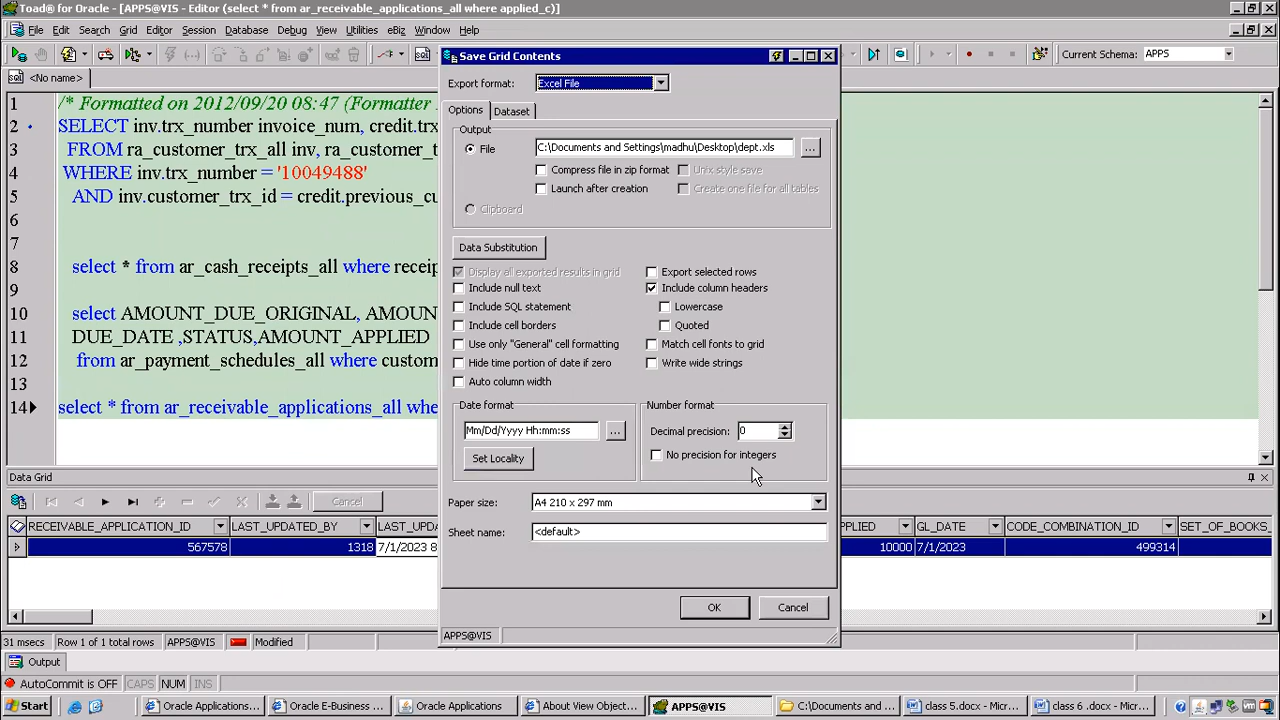 Toad® for Oracle - [APPS@VIS - Editor (select * from ar_receivable_applications_all where applied_c)]
File Edit Search Grid Editor Session Database Debug View Utilities eBiz Window Help
Current Schema: APPS
<No name>
1 /* Formatted on 2012/09/20 08:47 (Formatter
2 SELECT inv.trx_number invoice_num, credit.trx
3 FROM ra_customer_trx_all inv, ra_customer
4 WHERE inv.trx_number = '10049488'
5 AND inv.customer_trx_id = credit.previous_cu
6
7
8 select * from ar_cash_receipts_all where receip
9
10 select AMOUNT_DUE_ORIGINAL, AMOUN
11 DUE_DATE ,STATUS,AMOUNT_APPLIED
12 from ar_payment_schedules_all where custom
13
14 select * from ar_receivable_applications_all whe
Save Grid Contents
Export format: Excel File
Options Dataset
Output
File C:\Documents and Settings\madhu\Desktop\dept.xls ...
Compress file in zip format Unix style save
Launch after creation Create one file for all tables
Clipboard
Data Substitution
Display all exported results in grid Export selected rows
Include null text Include column headers
Include SQL statement Lowercase
Include cell borders Quoted
Use only "General" cell formatting Match cell fonts to grid
Hide time portion of date if zero Write wide strings
Auto column width
Date format Number format
Mm/Dd/Yyyy Hh:mm:ss ... Decimal precision: 0
Set Locality No precision for integers
Paper size: A4 210 x 297 mm
Sheet name: <default>
OK Cancel
APPS@VIS
Data Grid
Cancel
RECEIVABLE_APPLICATION_ID LAST_UPDATED_BY LAST_UPD PPLIED GL_DATE CODE_COMBINATION_ID SET_OF_BOOKS_
567578 1318 7/1/2023 8 10000 7/1/2023 499314
31 msecs Row 1 of 1 total rows APPS@VIS Modified
Output
AutoCommit is OFF CAPS NUM INS
Start Oracle Applications... Oracle E-Business ... Oracle Applications About View Object... APPS@VIS C:\Documents and ... class 5.docx - Micr... class 6 .docx - Mic...